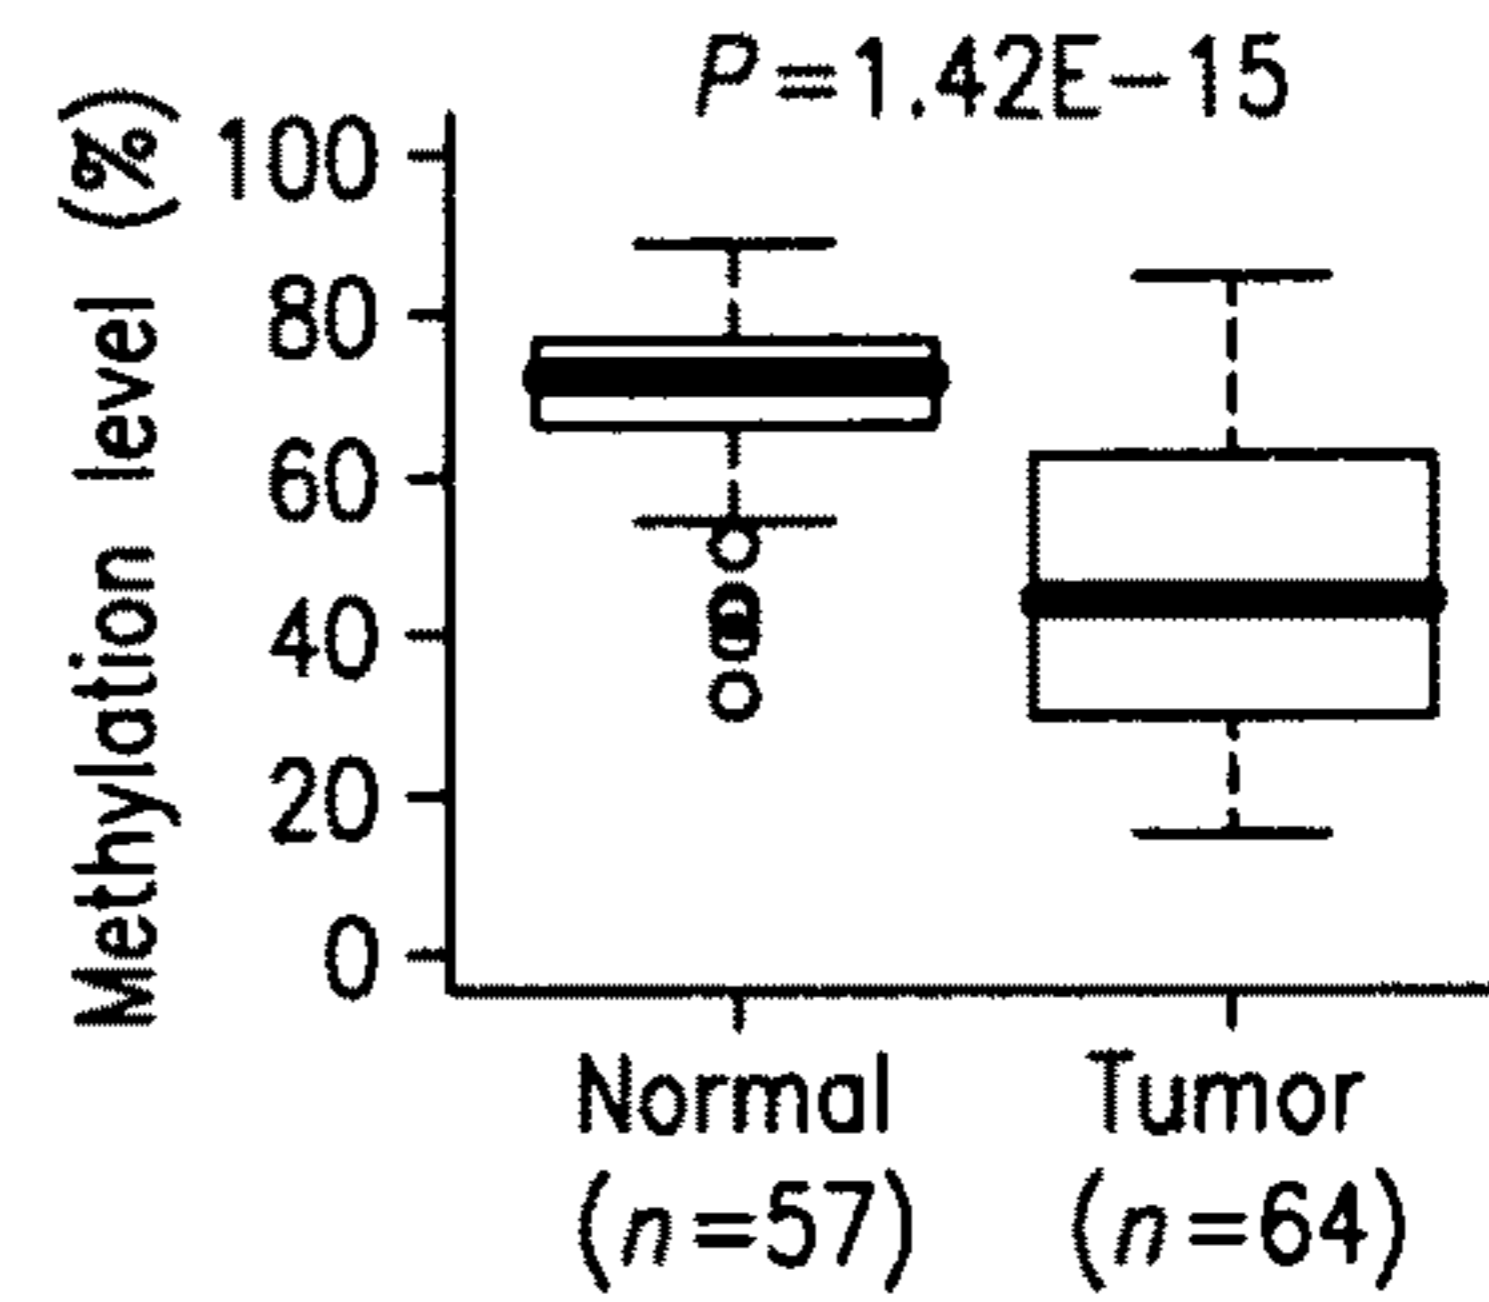 P=1.42E-15
Methylation level (%)
100
80
60
40
20
0
Normal
(n=57)
Tumor
(n=64)